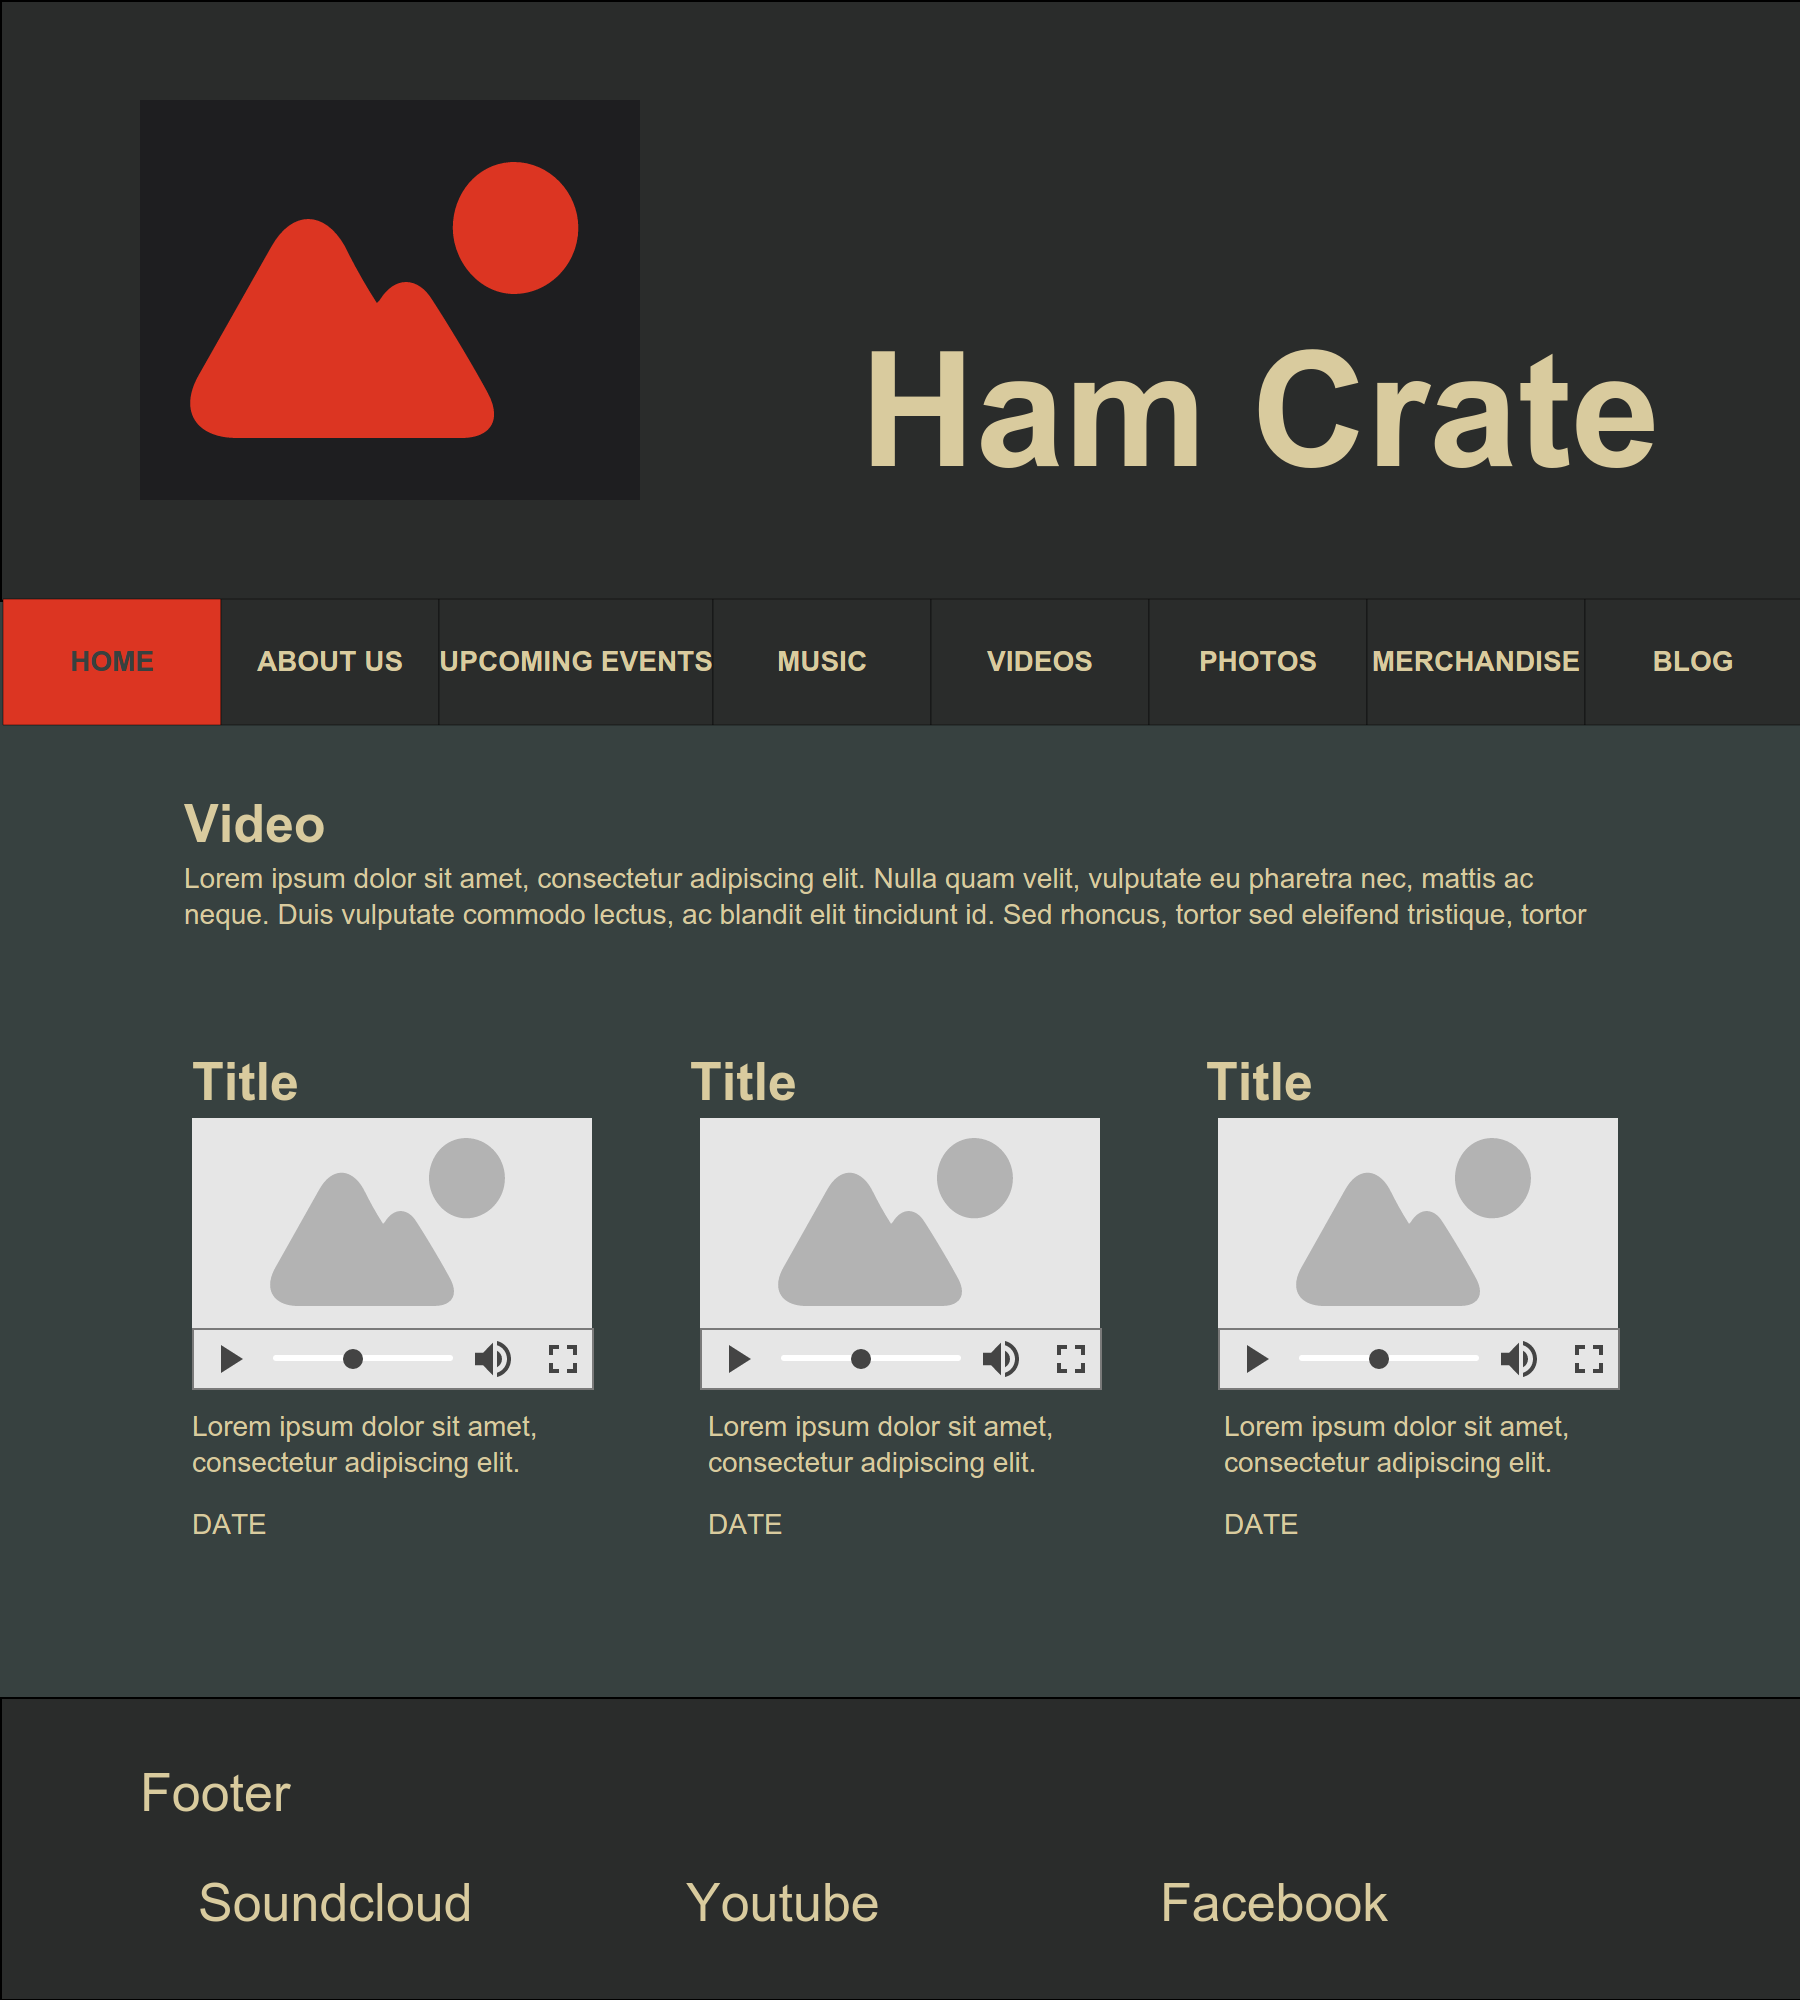 Ham Crate
HOME ABOUT US UPCOMING EVENTS MUSIC VIDEOS PHOTOS MERCHANDISE BLOG
Video
Lorem ipsum dolor sit amet, consectetur adipiscing elit. Nulla quam velit, vulputate eu pharetra nec, mattis ac
neque. Duis vulputate commodo lectus, ac blandit elit tincidunt id. Sed rhoncus, tortor sed eleifend tristique, tortor
Title
Lorem ipsum dolor sit amet,
consectetur adipiscing elit.
DATE
Title
Lorem ipsum dolor sit amet,
consectetur adipiscing elit.
DATE
Title
Lorem ipsum dolor sit amet,
consectetur adipiscing elit.
DATE
Footer
Soundcloud Youtube Facebook